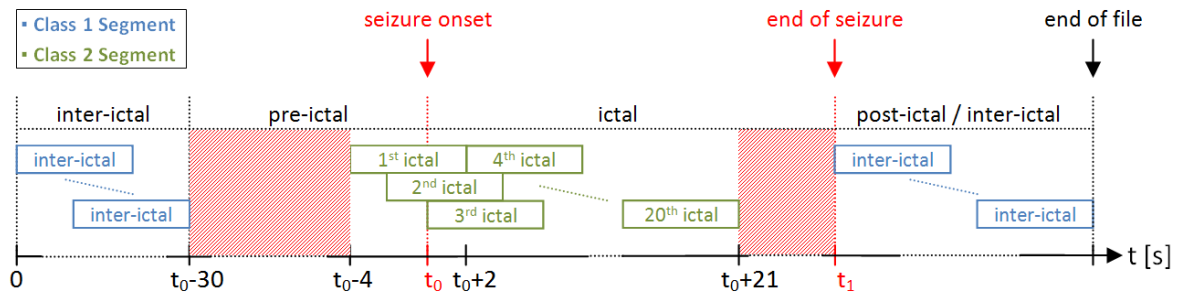 ▪ Class 1 Segment
▪ Class 2 Segment
seizure onset
end of seizure
end of file
inter-ictal
pre-ictal
ictal
post-ictal / inter-ictal
inter-ictal
1st ictal
4th ictal
inter-ictal
2nd ictal
inter-ictal
3rd ictal
20th ictal
inter-ictal
0
t0-30
t0-4
t0
t0+2
t0+21
t1
t [s]